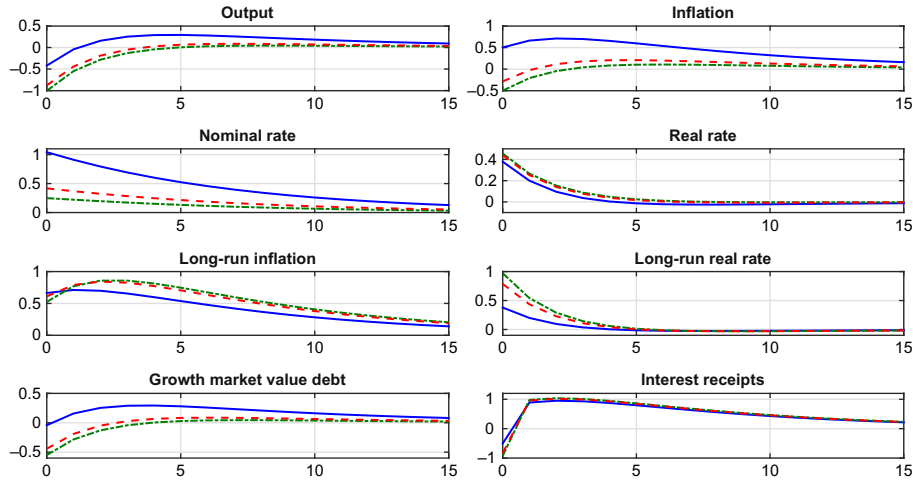 Output
0.5
0
–0.5
–1
0 5 10 15
Inflation
1
0.5
0
–0.5
0 5 10 15
Nominal rate
1
0.5
0
0 5 10 15
Real rate
0.4
0.2
0
0 5 10 15
Long-run inflation
1
0.5
0
0 5 10 15
Long-run real rate
1
0.5
0
0 5 10 15
Growth market value debt
0.5
0
–0.5
0 5 10 15
Interest receipts
1
0
–1
0 5 10 15